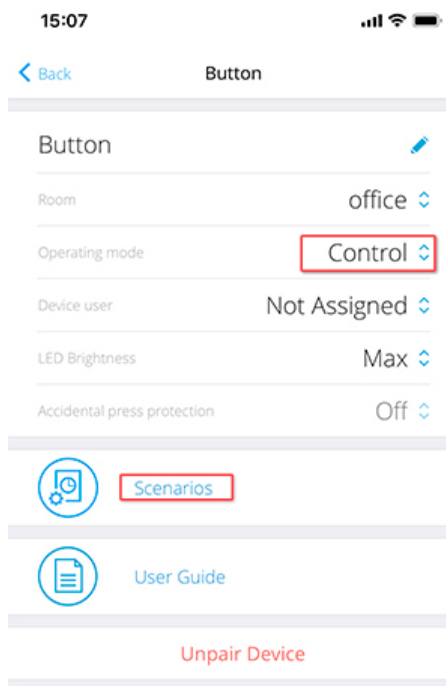 15:07
Back Button
Button
Room office
Operating mode Control
Device user Not Assigned
LED Brightness Max
Accidental press protection Off
Scenarios
User Guide
Unpair Device